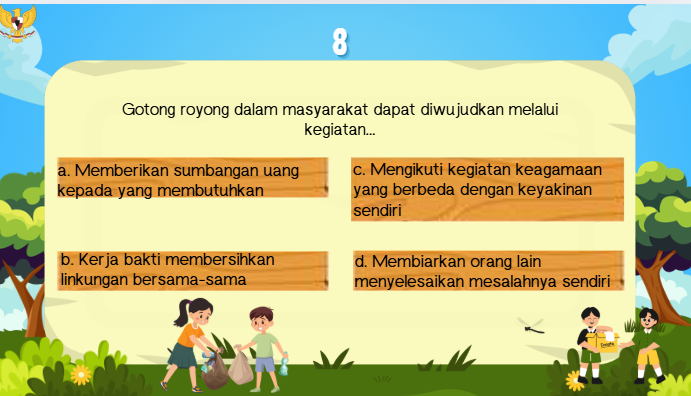 8
Gotong royong dalam masyarakat dapat diwujudkan melalui
kegiatan...
a. Memberikan sumbangan uang
kepada yang membutuhkan
c. Mengikuti kegiatan keagamaan
yang berbeda dengan keyakinan
sendiri
b. Kerja bakti membersihkan
linkungan bersama-sama
d. Membiarkan orang lain
menyelesaikan mesalahnya sendiri